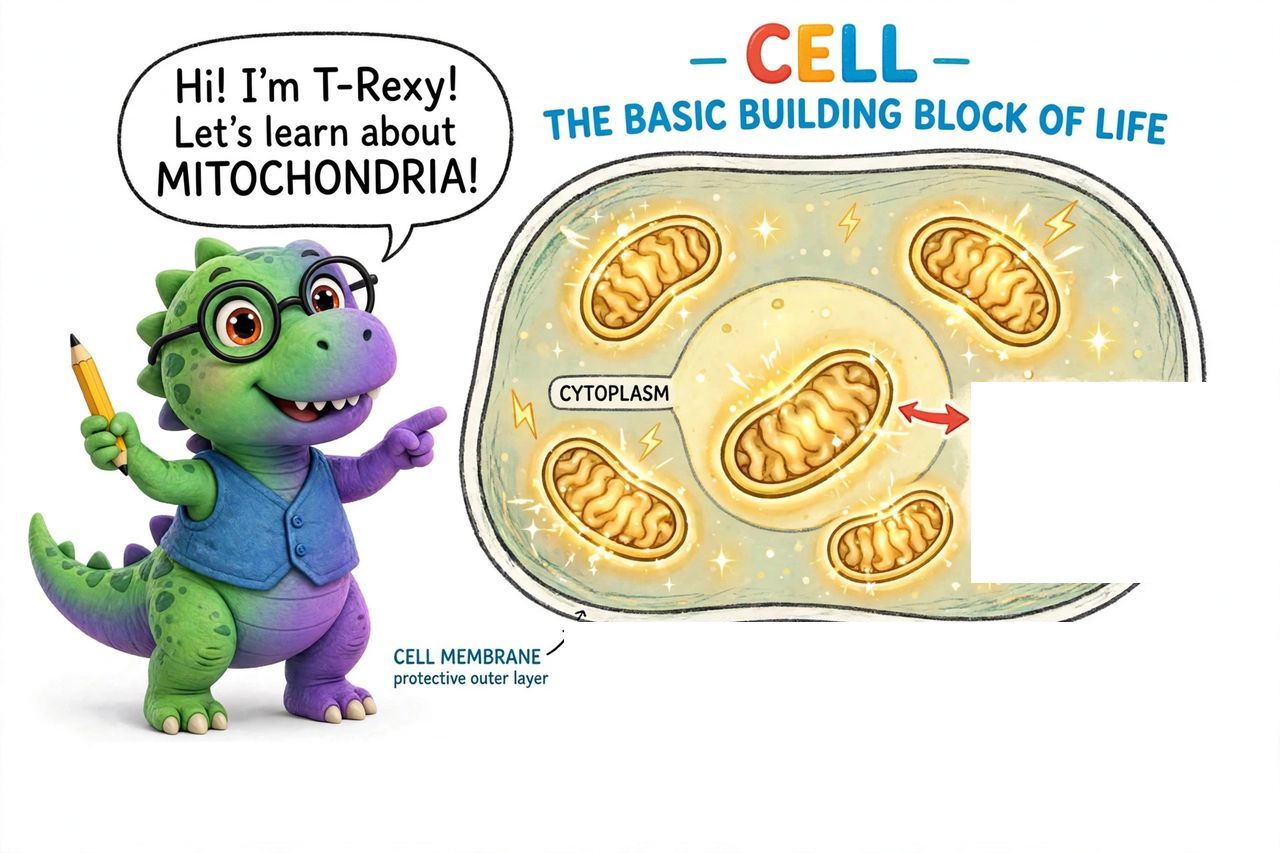 Hi! I'm T-Rexy!
Let's learn about
MITOCHONDRIA!
– CELL –
THE BASIC BUILDING BLOCK OF LIFE
CYTOPLASM
CELL MEMBRANE
protective outer layer